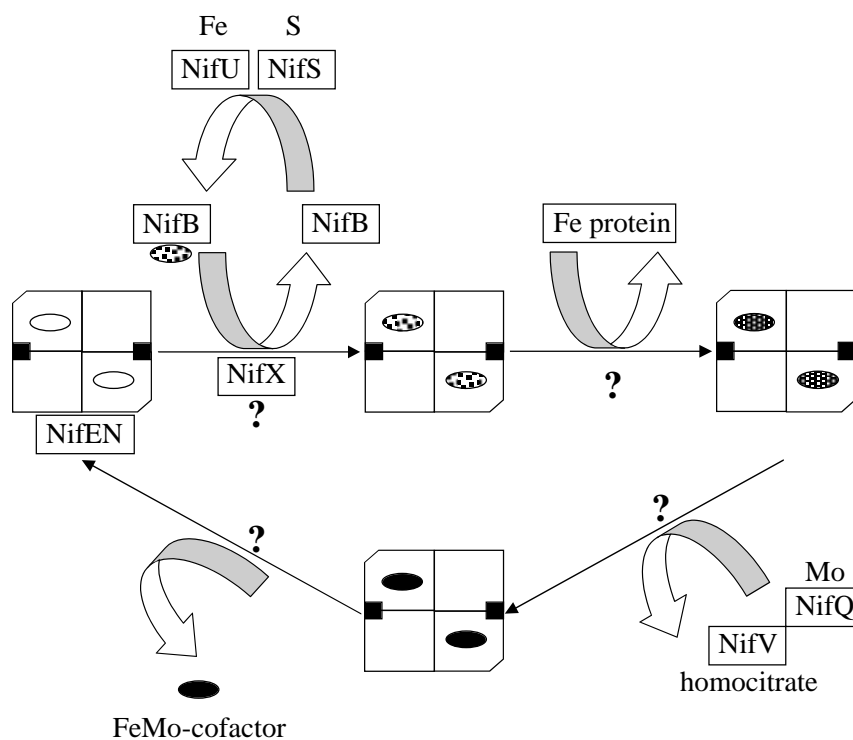 Fe S
NifU NifS
NifB NifB Fe protein
NifX
?
?
NifEN
?
?
Mo
NifQ
NifV
homocitrate
FeMo-cofactor